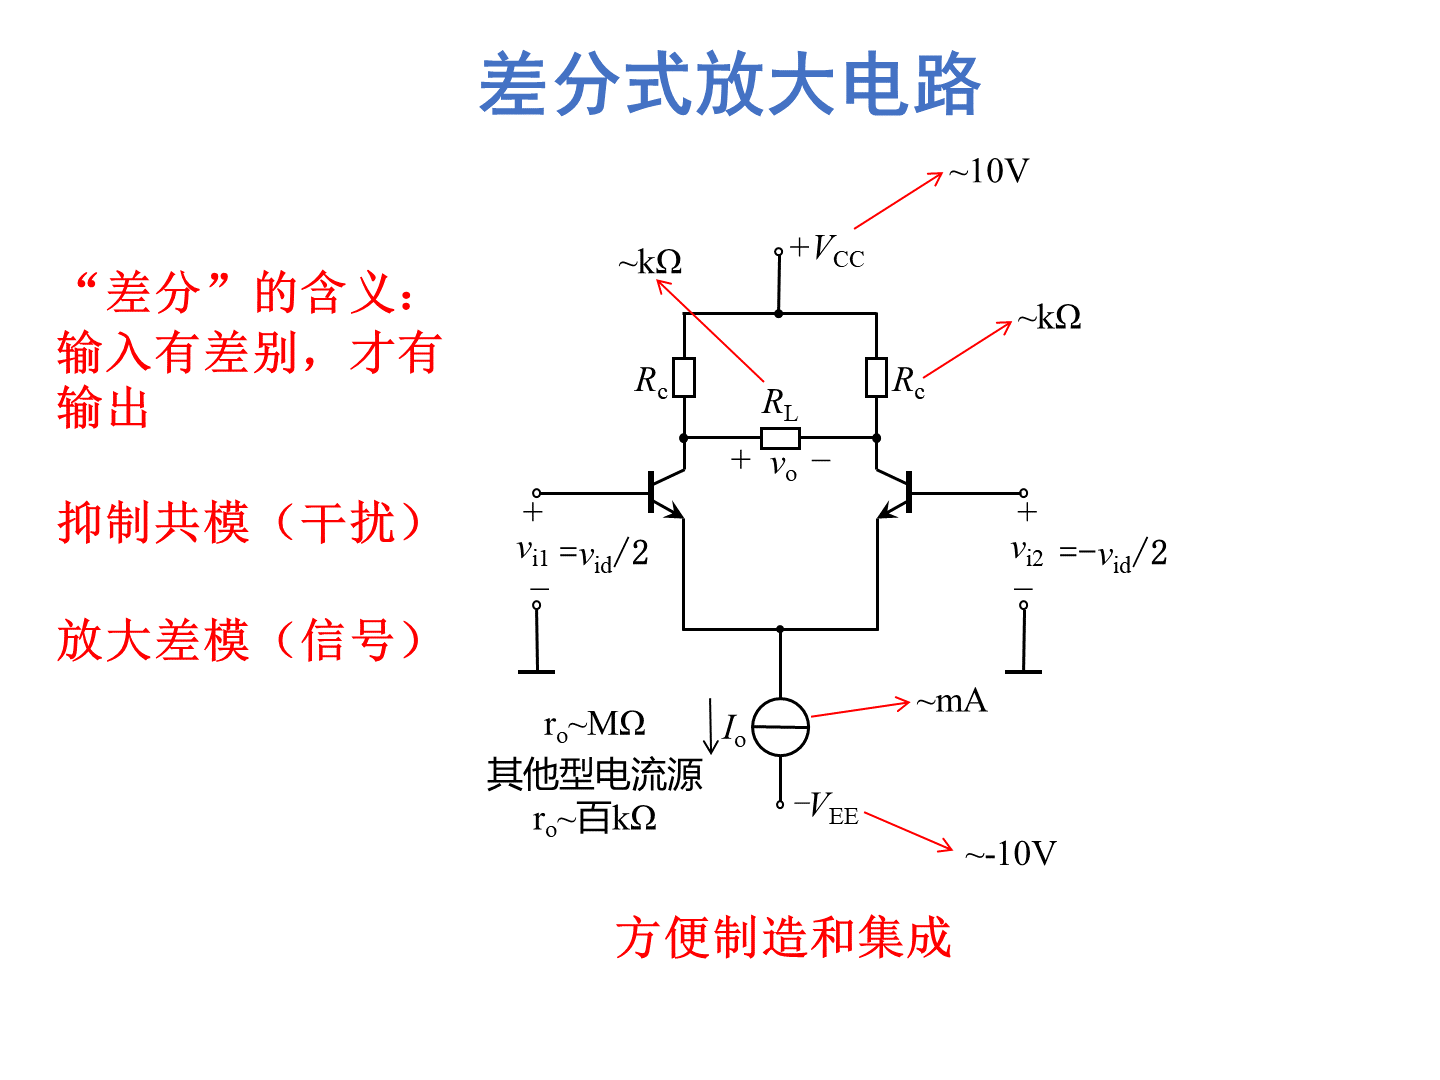 差分式放大电路
~10V
+VCC
~kΩ
~kΩ
“差分”的含义：
输入有差别，才有
输出
Rc
RL
Rc
+ vo −
抑制共模（干扰）
+
+
vi1 =vid/2
vi2 =−vid/2
−
−
放大差模（信号）
~mA
ro~MΩ
Io
其他型电流源
ro~百kΩ
−VEE
~-10V
方便制造和集成